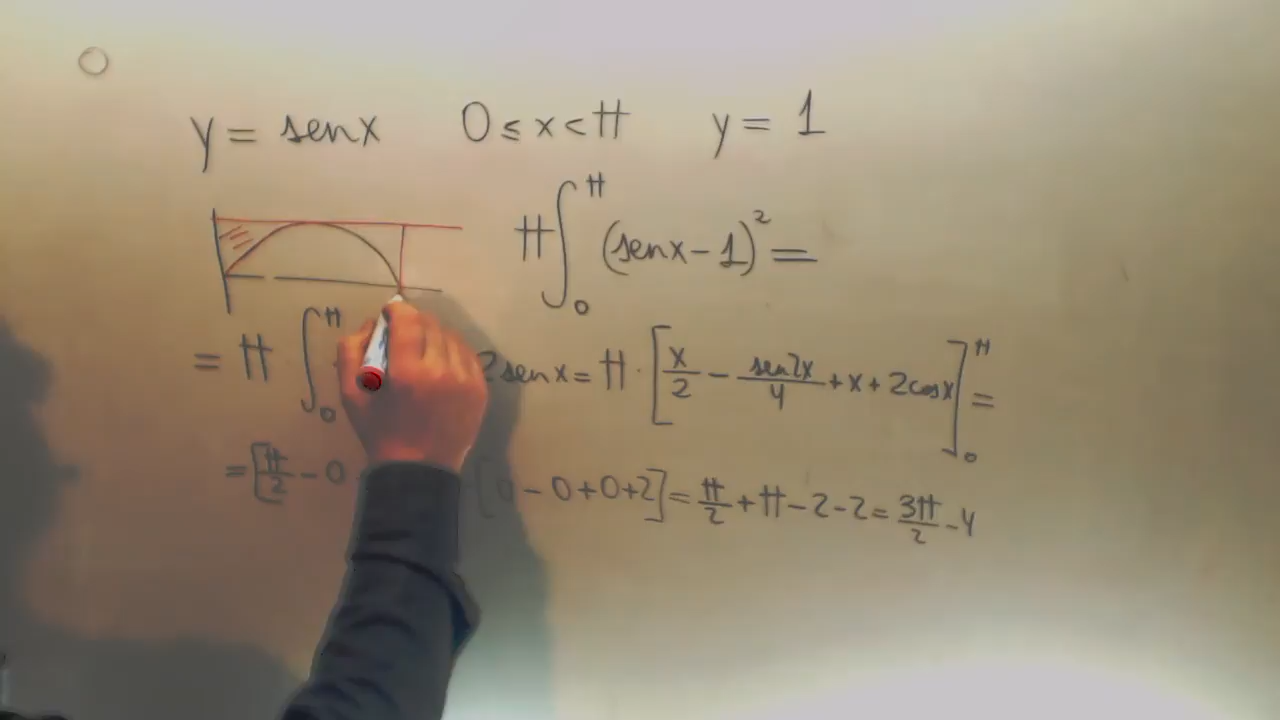 y = senx 0 ≤ x < π y = 1
π ∫₀^π (senx - 1)² =
= π ∫₀^π 2senx = π · [x/2 - sen2x/4 + x + 2cosx]₀^π =
= [π/2 - 0 [0 - 0 + 0 + 2] = π/2 + π - 2 - 2 = 3π/2 - 4